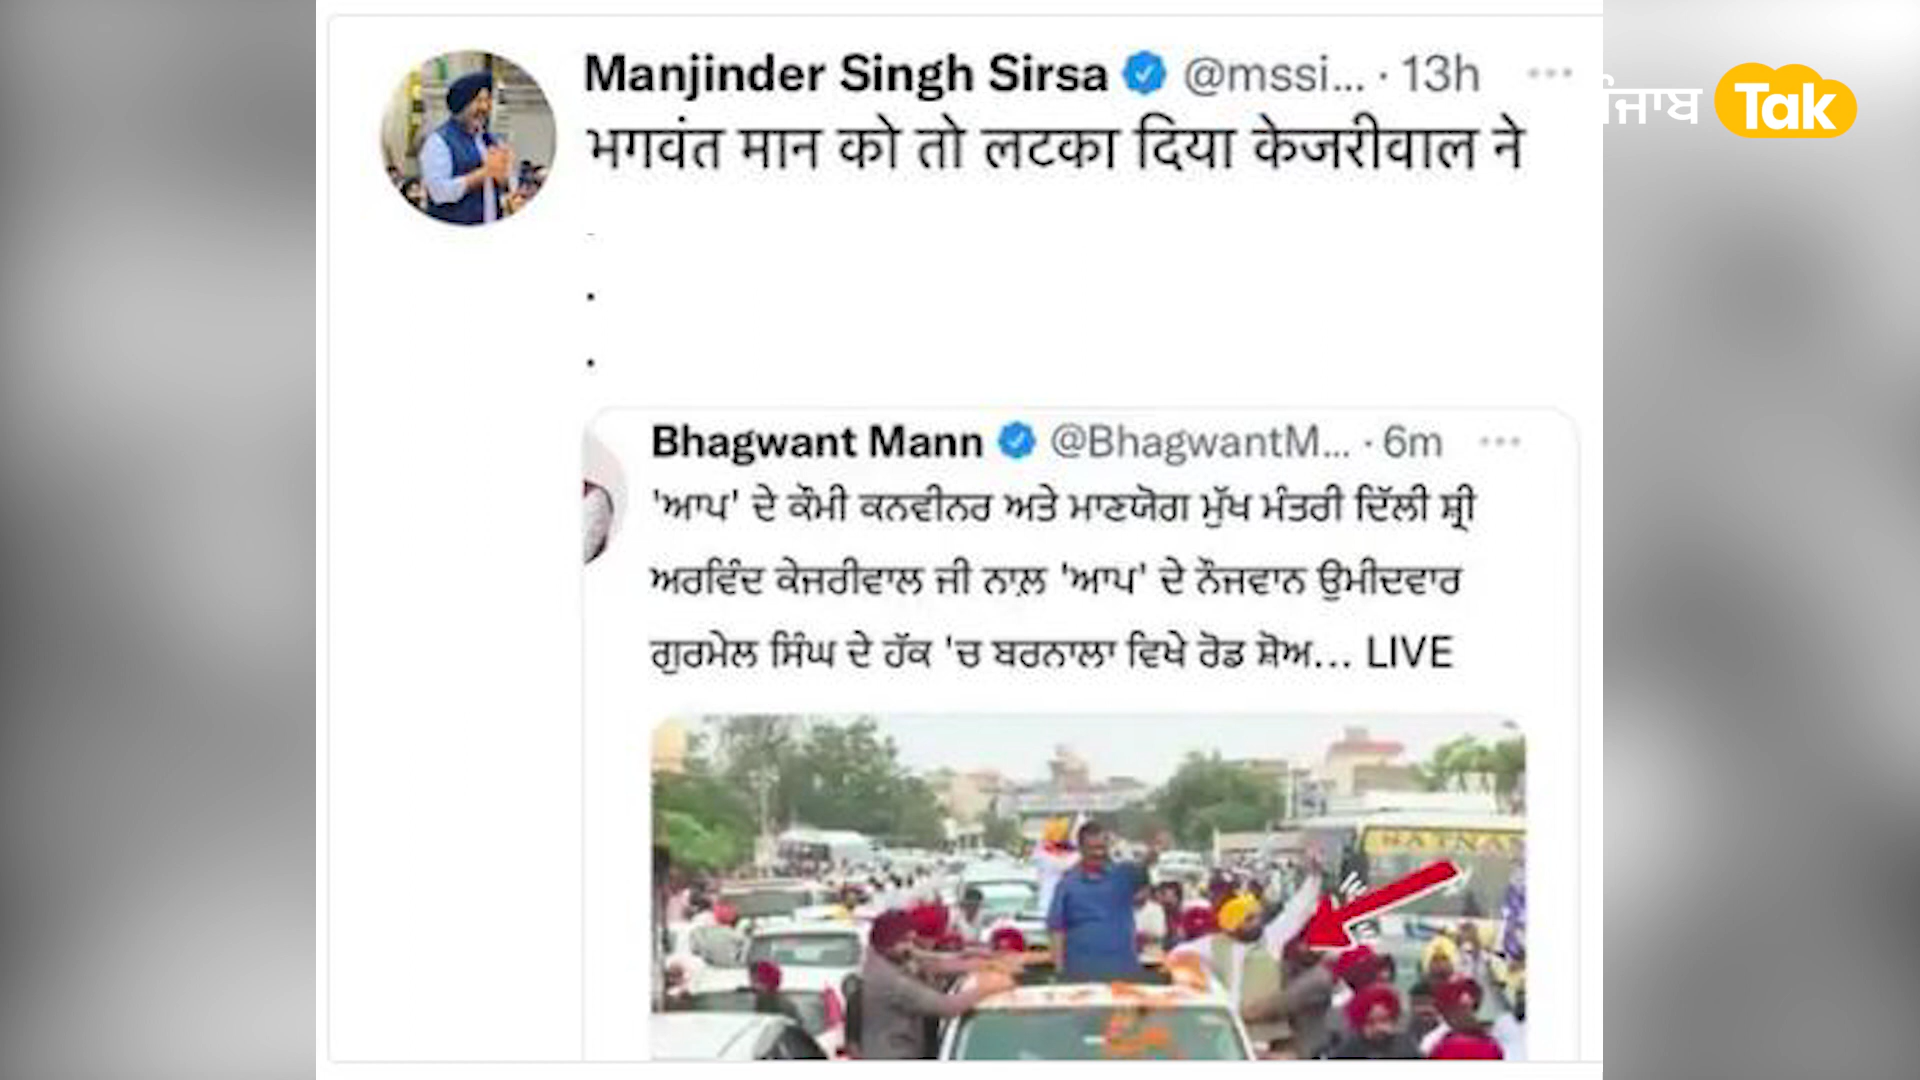 Manjinder Singh Sirsa @mssi... · 13h
भगवंत मान को तो लटका दिया केजरीवाल ने
.
.
.
Bhagwant Mann @BhagwantM... · 6m
'ਆਪ' ਦੇ ਕੌਮੀ ਕਨਵੀਨਰ ਅਤੇ ਮਾਣਯੋਗ ਮੁੱਖ ਮੰਤਰੀ ਦਿੱਲੀ ਸ਼੍ਰੀ
ਅਰਵਿੰਦ ਕੇਜਰੀਵਾਲ ਜੀ ਨਾਲ਼ 'ਆਪ' ਦੇ ਨੌਜਵਾਨ ਉਮੀਦਵਾਰ
ਗੁਰਮੇਲ ਸਿੰਘ ਦੇ ਹੱਕ 'ਚ ਬਰਨਾਲਾ ਵਿਖੇ ਰੋਡ ਸ਼ੋਅ... LIVE
Tak